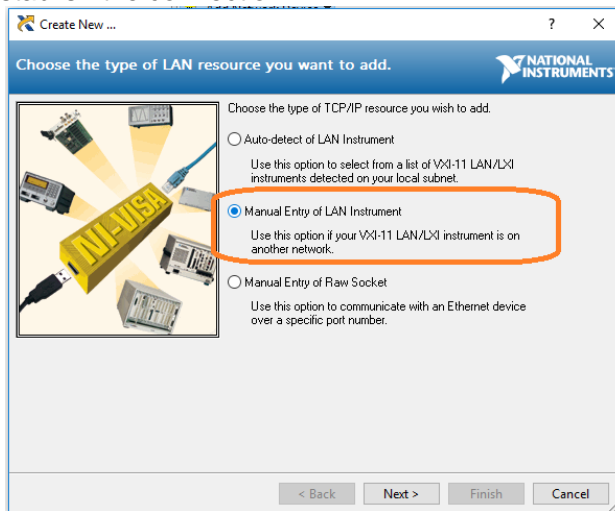 Create New ...
?
Choose the type of LAN resource you want to add.
NATIONAL
INSTRUMENTS
Choose the type of TCP/IP resource you wish to add.
Auto-detect of LAN Instrument
Use this option to select from a list of VXI-11 LAN/LXI
instruments detected on your local subnet.
Manual Entry of LAN Instrument
Use this option if your VXI-11 LAN/LXI instrument is on
another network.
Manual Entry of Raw Socket
Use this option to communicate with an Ethernet device
over a specific port number.
NI-VISA
< Back Next > Finish Cancel